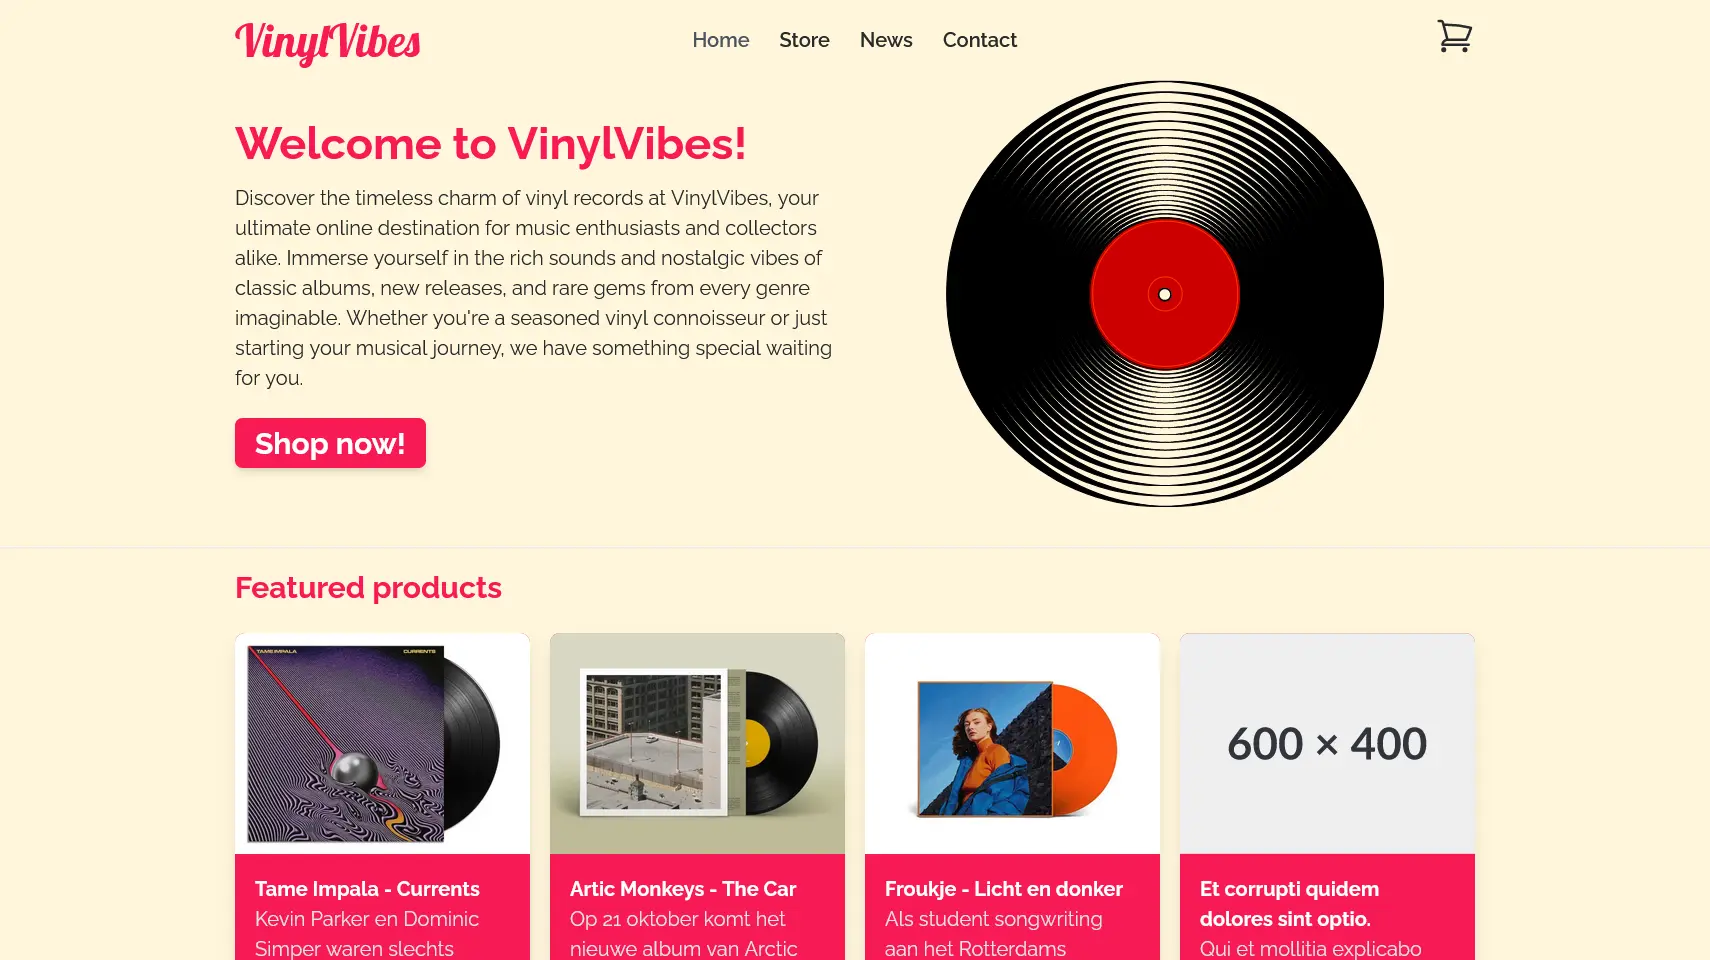 VinylVibes
Home
Store
News
Contact
Welcome to VinylVibes!
Discover the timeless charm of vinyl records at VinylVibes, your
ultimate online destination for music enthusiasts and collectors
alike. Immerse yourself in the rich sounds and nostalgic vibes of
classic albums, new releases, and rare gems from every genre
imaginable. Whether you're a seasoned vinyl connoisseur or just
starting your musical journey, we have something special waiting
for you.
Shop now!
Featured products
TAME IMPALA
CURRENTS
Tame Impala - Currents
Kevin Parker en Dominic
Simper waren slechts
Artic Monkeys - The Car
Op 21 oktober komt het
nieuwe album van Arctic
Froukje - Licht en donker
Als student songwriting
aan het Rotterdams
600 × 400
Et corrupti quidem
dolores sint optio.
Qui et mollitia explicabo